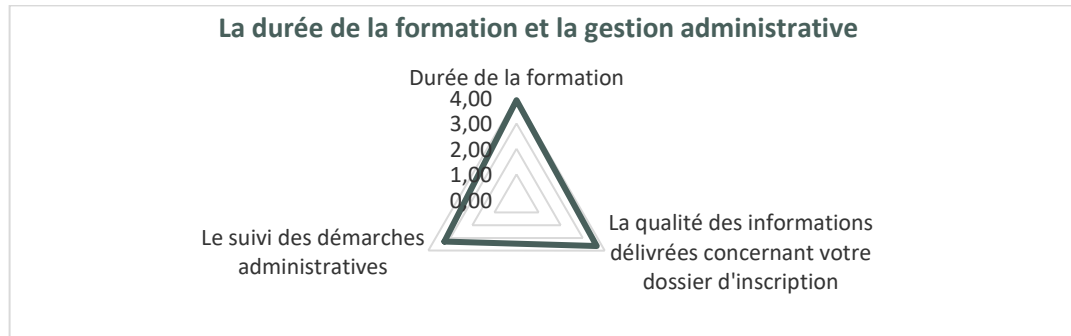 La durée de la formation et la gestion administrative
Durée de la formation
4,00
3,00
2,00
1,00
0,00
La qualité des informations
délivrées concernant votre
dossier d'inscription
Le suivi des démarches
administratives